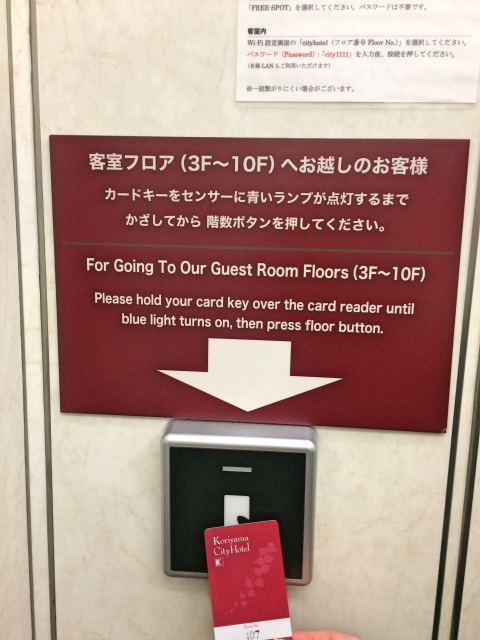 「FREE-SPOT」を選択してください。パスワードは不要です。
客室内
Wi-Fi 設定画面の「cityhotel（フロア番号 Floor No.）」を選択してください。
パスワード（Password）:「city1111」を入力後、接続を押してください。
（有線 LAN もご利用いただけます）
※一部繋がりにくい場合がございます。
客室フロア（3F〜10F）へお越しのお客様
カードキーをセンサーに青いランプが点灯するまで
かざしてから 階数ボタンを押してください。
For Going To Our Guest Room Floors (3F〜10F)
Please hold your card key over the card reader until
blue light turns on, then press floor button.
Koriyama
City Hotel
Room No.